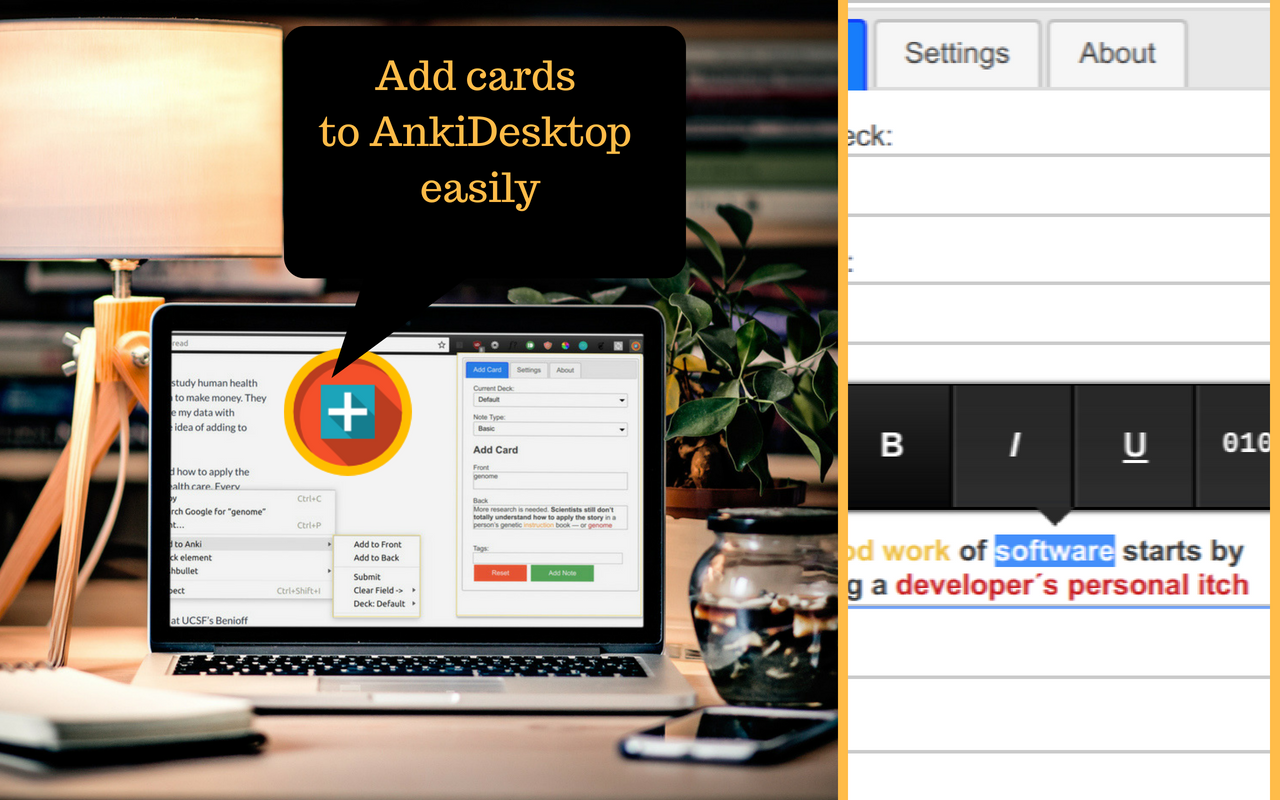 Add cards
to AnkiDesktop
easily
read
study human health
to make money. They
e my data with
idea of adding to
d how to apply the
ealth care. Every
Ctrl+C
rch Google for "genome"
Ctrl+P
to Anki
ck element
shbullet
Ctrl+Shift+I
at UCSF's Benioff
Add to Front
Add to Back
Submit
Clear Field ->
Deck: Default
Add Card Settings About
Current Deck:
Default
Note Type:
Basic
Add Card
Front
genome
Back
More research is needed. Scientists still don't
totally understand how to apply the story in a
person's genetic instruction book — or genome
Tags:
Reset Add Note
Settings About
eck:
:
B I U 010
od work of software starts by
g a developer´s personal itch